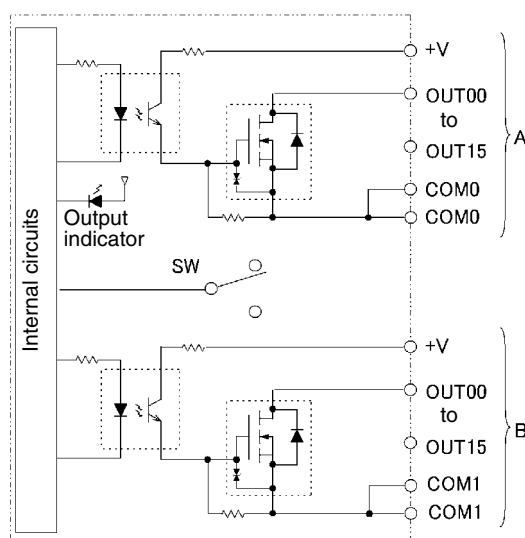 +V
OUT00
to
OUT15
COM0
COM0
A
Internal circuits
Output
indicator
SW
+V
OUT00
to
OUT15
COM1
COM1
B